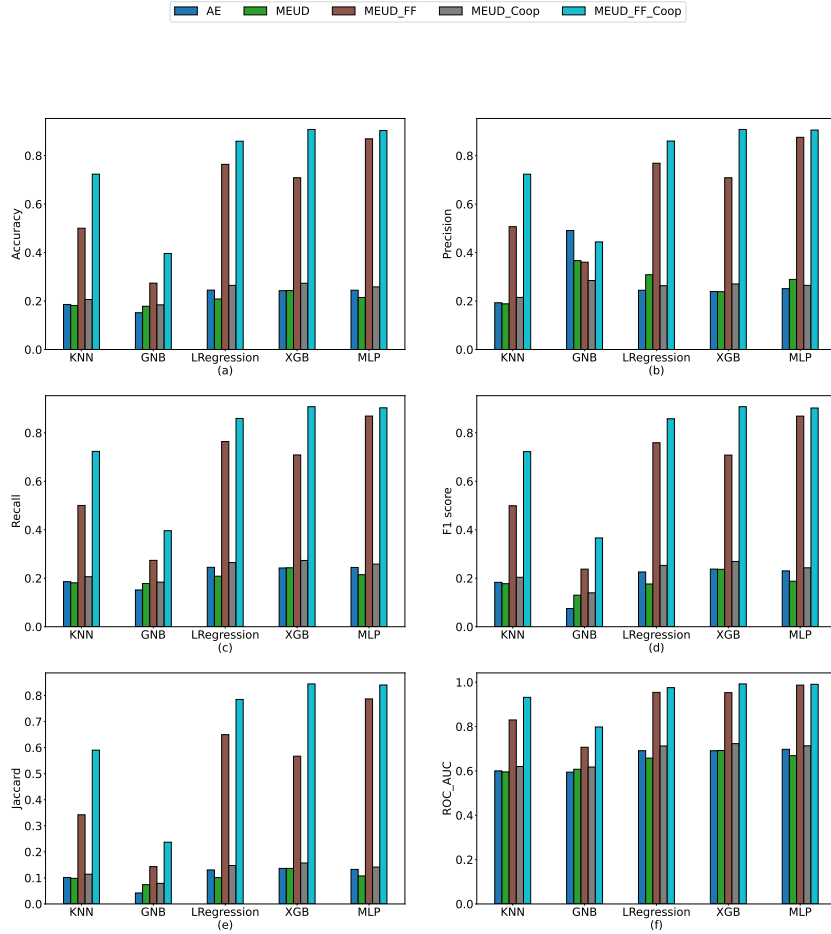 AE MEUD MEUD_FF MEUD_Coop MEUD_FF_Coop
Accuracy
0.8
0.6
0.4
0.2
0.0
KNN GNB LRegression XGB MLP
(a)
Precision
0.8
0.6
0.4
0.2
0.0
KNN GNB LRegression XGB MLP
(b)
Recall
0.8
0.6
0.4
0.2
0.0
KNN GNB LRegression XGB MLP
(c)
F1 score
0.8
0.6
0.4
0.2
0.0
KNN GNB LRegression XGB MLP
(d)
Jaccard
0.8
0.7
0.6
0.5
0.4
0.3
0.2
0.1
0.0
KNN GNB LRegression XGB MLP
(e)
ROC_AUC
1.0
0.8
0.6
0.4
0.2
0.0
KNN GNB LRegression XGB MLP
(f)